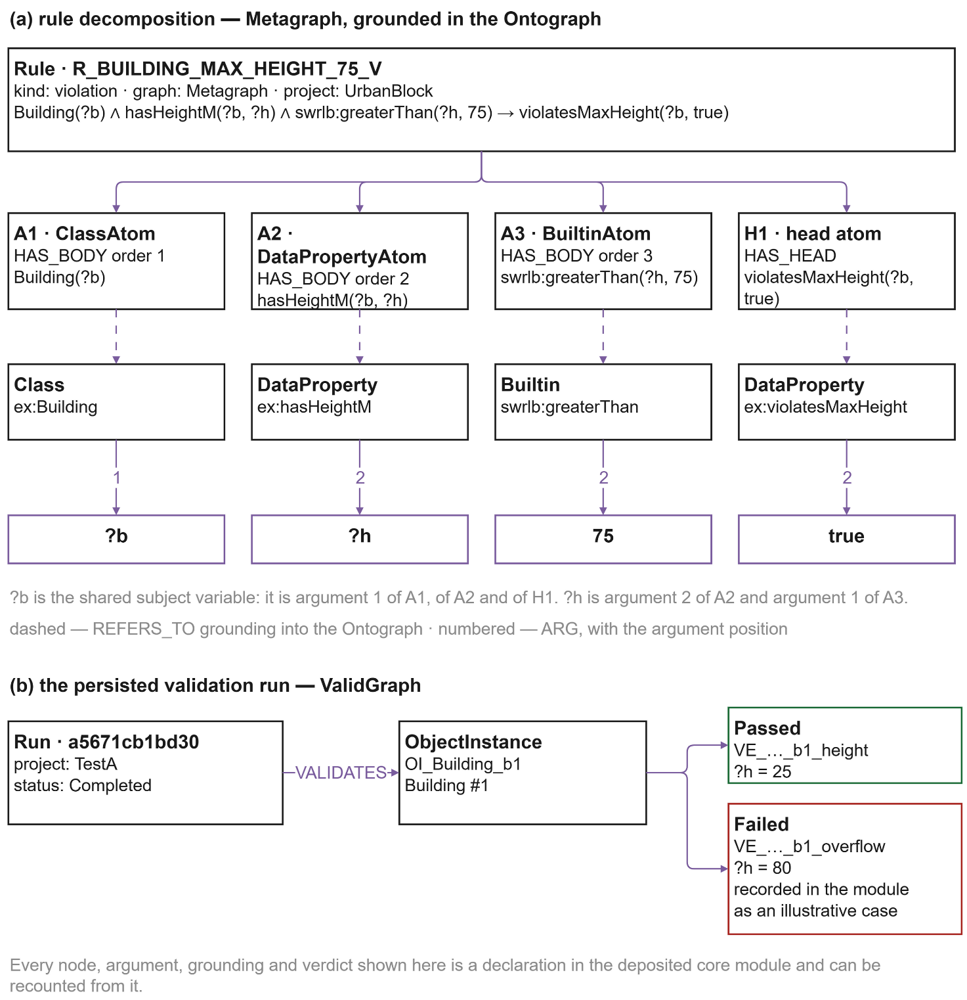 (a) rule decomposition — Metagraph, grounded in the Ontograph
Rule · R_BUILDING_MAX_HEIGHT_75_V
kind: violation · graph: Metagraph · project: UrbanBlock
Building(?b) ∧ hasHeightM(?b, ?h) ∧ swrlb:greaterThan(?h, 75) → violatesMaxHeight(?b, true)
A1 · ClassAtom
HAS_BODY order 1
Building(?b)
A2 ·
DataPropertyAtom
HAS_BODY order 2
hasHeightM(?b, ?h)
A3 · BuiltinAtom
HAS_BODY order 3
swrlb:greaterThan(?h, 75)
H1 · head atom
HAS_HEAD
violatesMaxHeight(?b,
true)
Class
ex:Building
DataProperty
ex:hasHeightM
Builtin
swrlb:greaterThan
DataProperty
ex:violatesMaxHeight
1
2
2
2
?b
?h
75
true
?b is the shared subject variable: it is argument 1 of A1, of A2 and of H1. ?h is argument 2 of A2 and argument 1 of A3.
dashed — REFERS_TO grounding into the Ontograph · numbered — ARG, with the argument position
(b) the persisted validation run — ValidGraph
Run · a5671cb1bd30
project: TestA
status: Completed
VALIDATES
ObjectInstance
OI_Building_b1
Building #1
Passed
VE_…_b1_height
?h = 25
Failed
VE_…_b1_overflow
?h = 80
recorded in the module
as an illustrative case
Every node, argument, grounding and verdict shown here is a declaration in the deposited core module and can be
recounted from it.